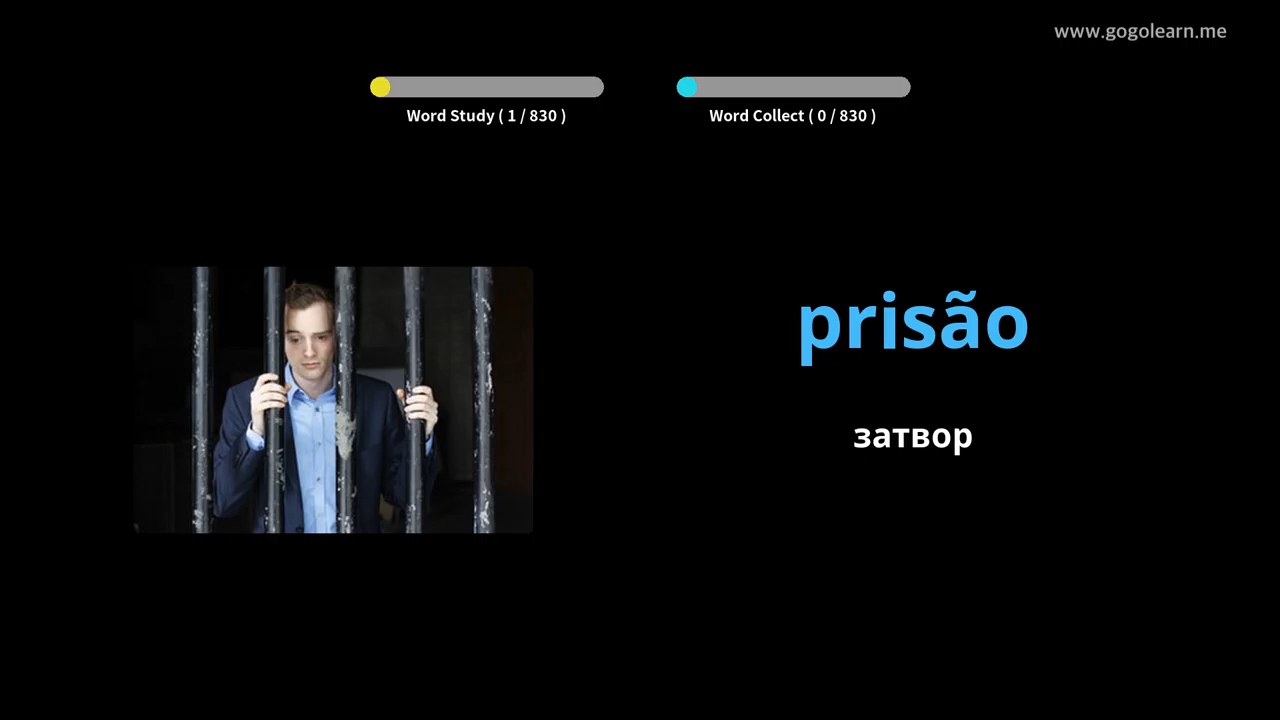 www.gogolearn.me
Word Study ( 1 / 830 )
Word Collect ( 0 / 830 )
prisão
затвор